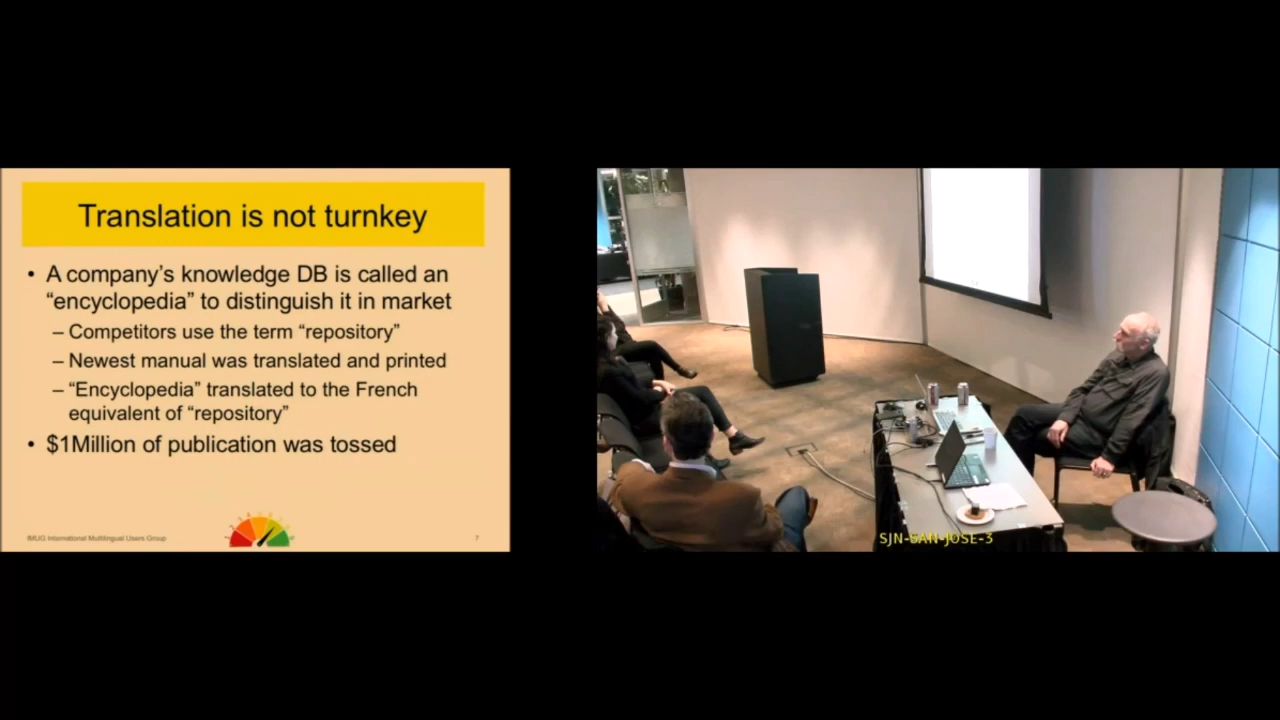 Translation is not turnkey
• A company's knowledge DB is called an
“encyclopedia” to distinguish it in market
– Competitors use the term “repository”
– Newest manual was translated and printed
– “Encyclopedia” translated to the French
equivalent of “repository”
• $1Million of publication was tossed
IMUG International Multilingual Users Group
7
SJN-SAN-JOSE-3